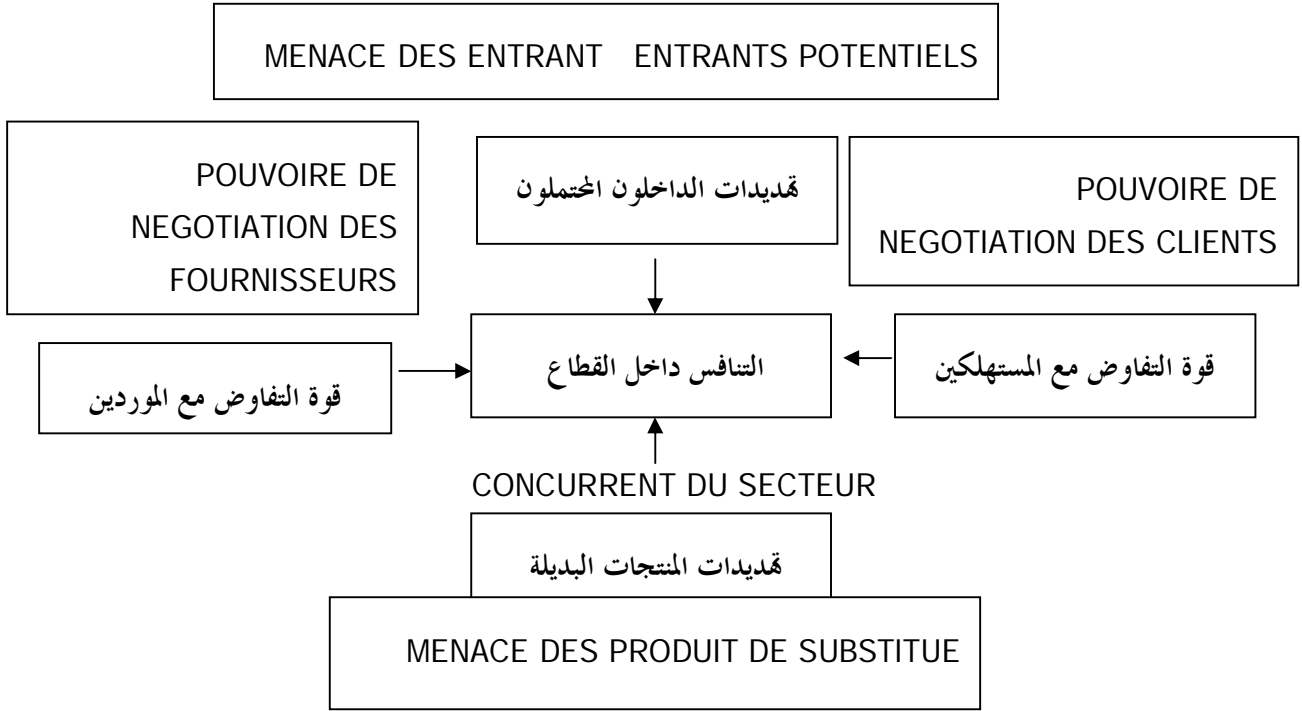 MENACE DES ENTRANT ENTRANTS POTENTIELS
POUVOIRE DE
NEGOTIATION DES
FOURNISSEURS
تهديدات الداخلون المحتملون
POUVOIRE DE
NEGOTIATION DES CLIENTS
قوة التفاوض مع الموردين
التنافس داخل القطاع
قوة التفاوض مع المستهلكين
CONCURRENT DU SECTEUR
تهديدات المنتجات البديلة
MENACE DES PRODUIT DE SUBSTITUE